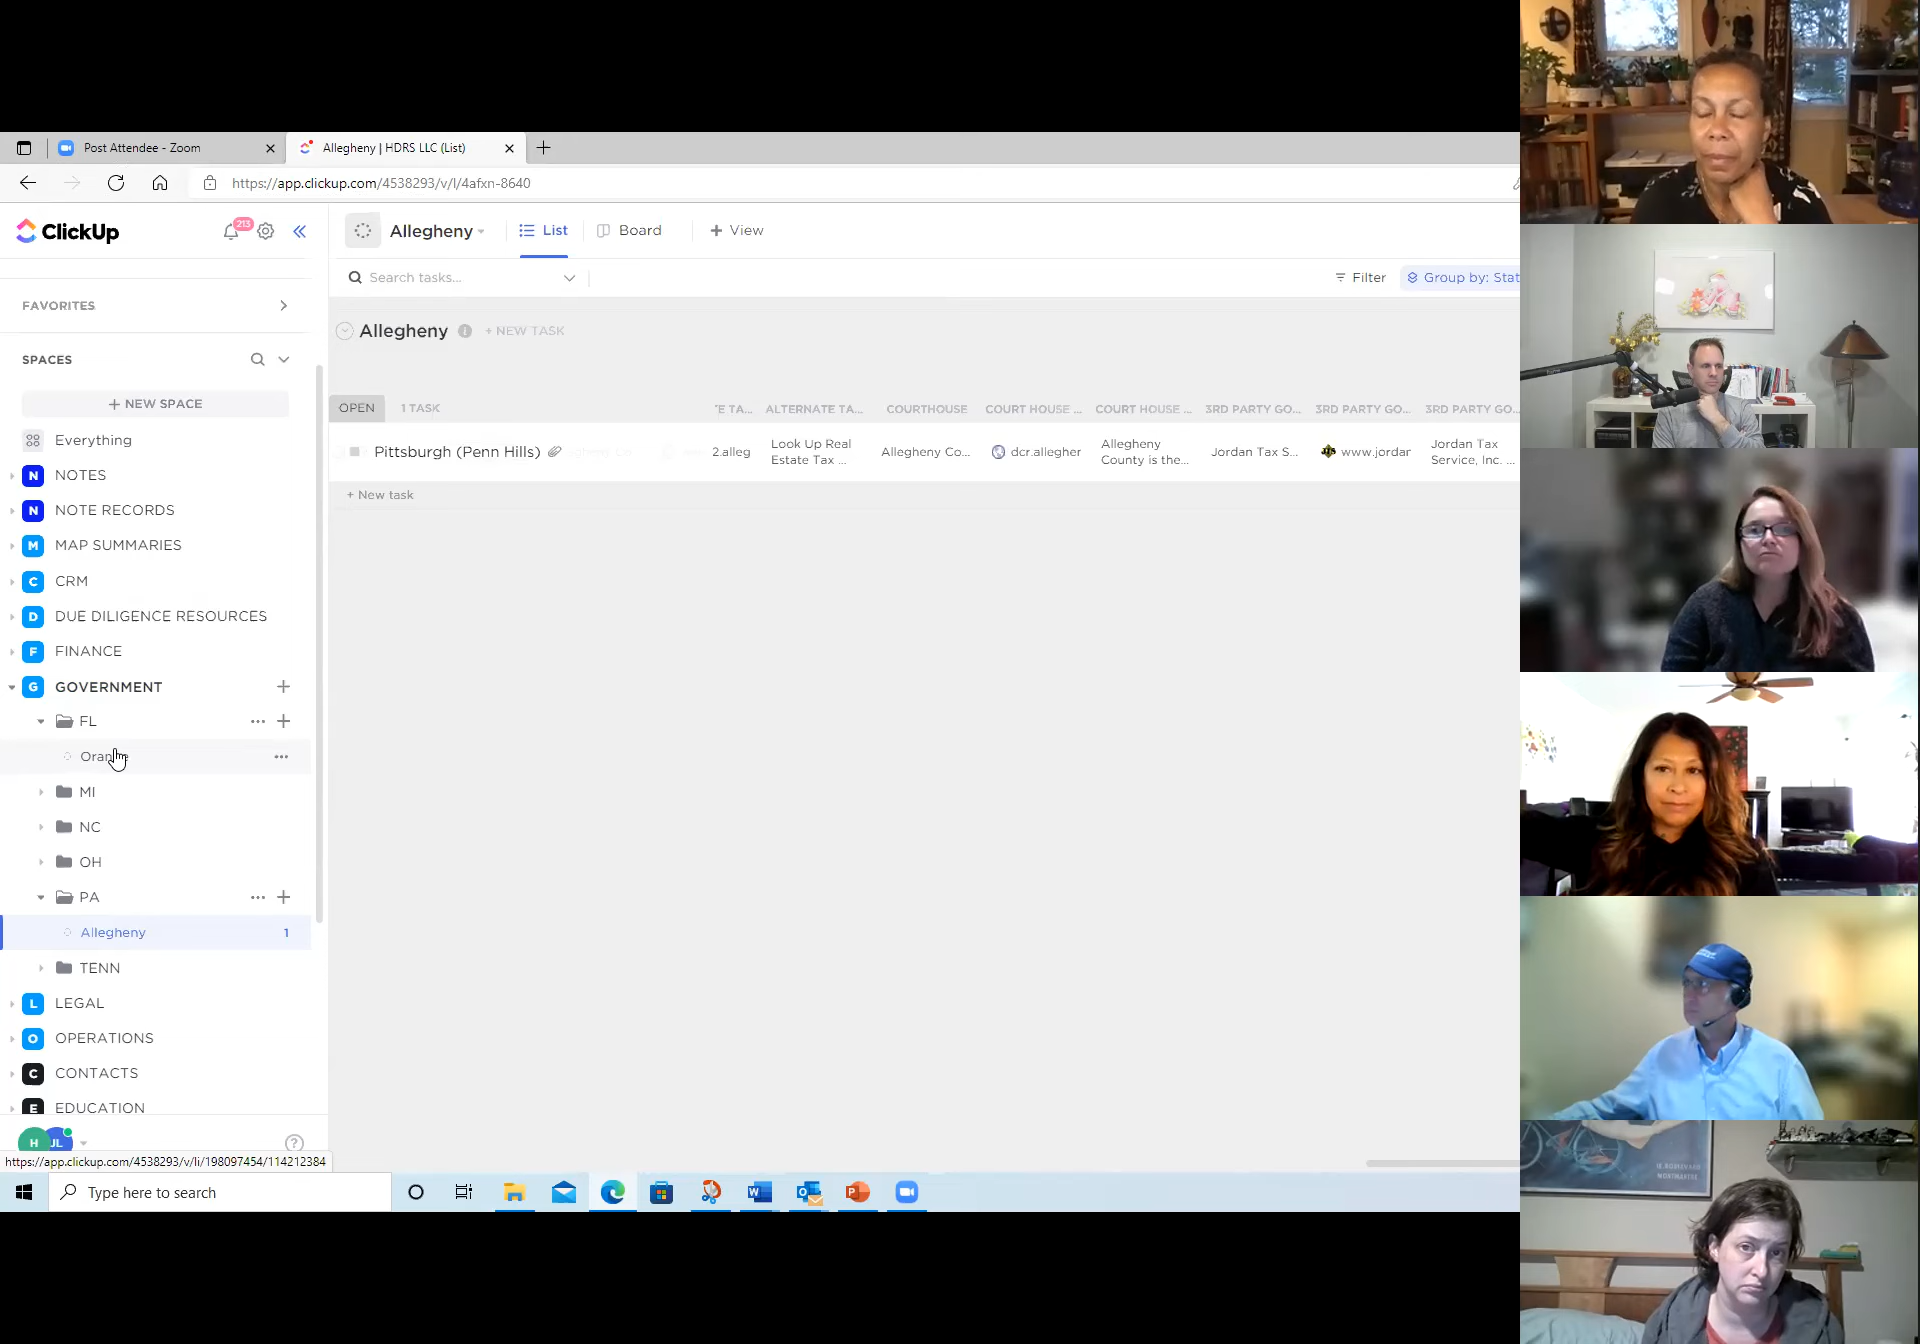 Post Attendee - Zoom
Allegheny | HDRS LLC (List)
https://app.clickup.com/4538293/v/l/4afxn-8640
ClickUp
213
Allegheny
List
Board
+ View
FAVORITES
Search tasks...
Filter
Group by: Stat
SPACES
+ NEW SPACE
Everything
N NOTES
N NOTE RECORDS
M MAP SUMMARIES
C CRM
D DUE DILIGENCE RESOURCES
F FINANCE
G GOVERNMENT
FL
MI
NC
OH
PA
Allegheny 1
TENN
L LEGAL
O OPERATIONS
C CONTACTS
E EDUCATION
H JL
https://app.clickup.com/4538293/v/li/198097454/114212384
Allegheny + NEW TASK
OPEN 1 TASK 'E TA... ALTERNATE TA... COURTHOUSE COURT HOUSE ... COURT HOUSE ... 3RD PARTY GO... 3RD PARTY GO... 3RD PARTY GO...
Pittsburgh (Penn Hills) 2.alleg Look Up Real Estate Tax ... Allegheny Co... dcr.allegher Allegheny County is the... Jordan Tax S... www.jordar Jordan Tax Service, Inc. ...
+ New task
Type here to search